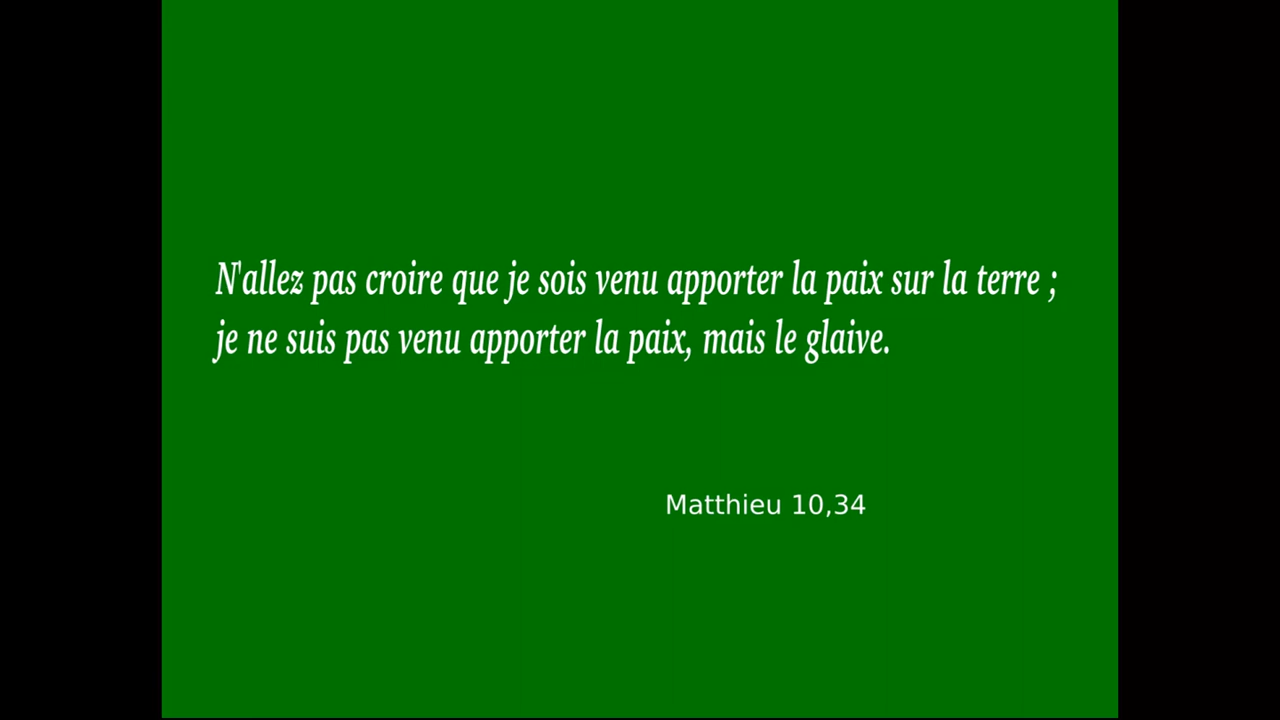 N'allez pas croire que je sois venu apporter la paix sur la terre ;
je ne suis pas venu apporter la paix, mais le glaive.
Matthieu 10,34